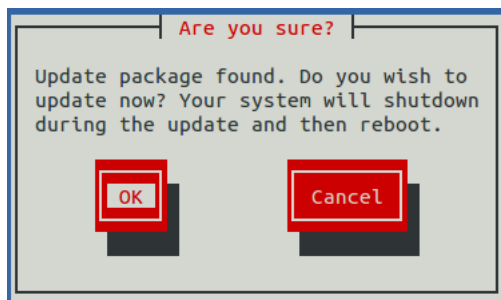 Are you sure?
Update package found. Do you wish to
update now? Your system will shutdown
during the update and then reboot.
OK
Cancel